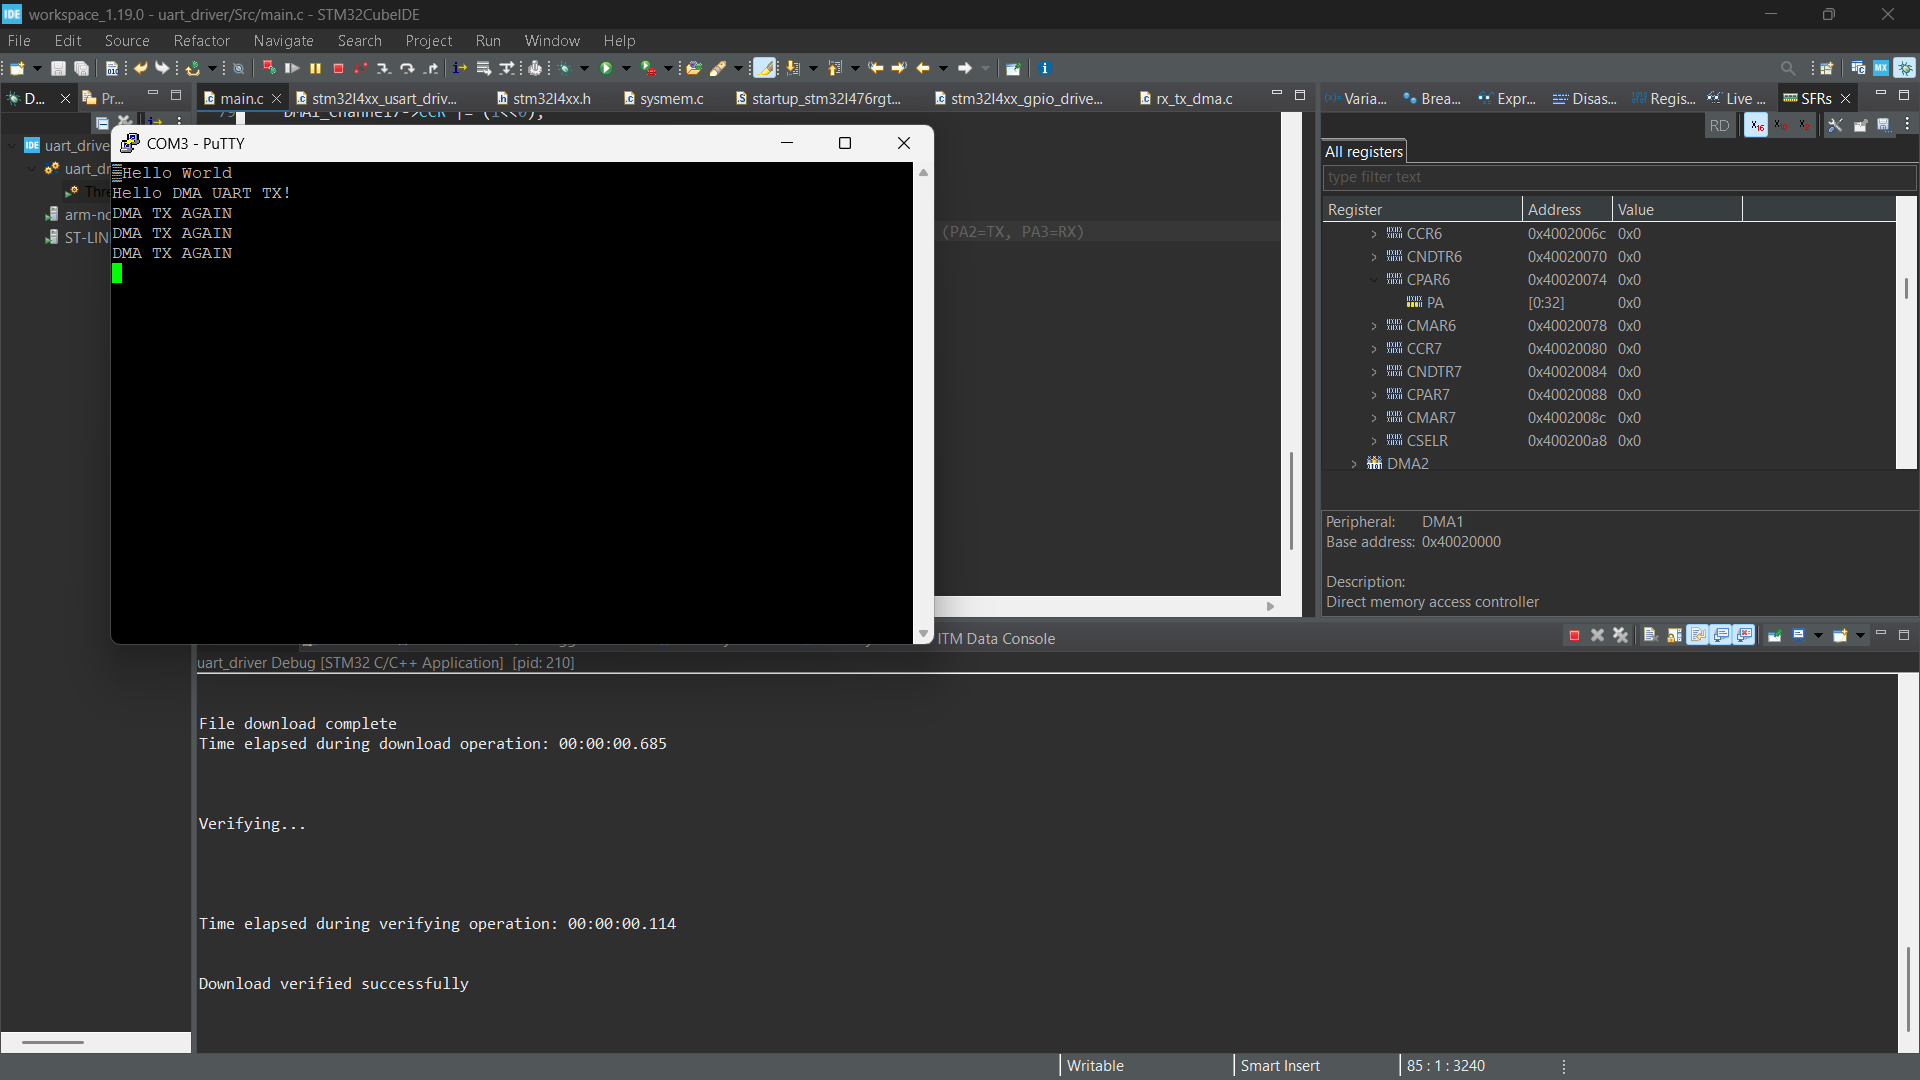 IDE workspace_1.19.0 - uart_driver/Src/main.c - STM32CubeIDE
File Edit Source Refactor Navigate Search Project Run Window Help
D... Pr... main.c stm32l4xx_usart_driv... stm32l4xx.h sysmem.c startup_stm32l476rgt... stm32l4xx_gpio_drive... rx_tx_dma.c
(x)= Varia... Brea... Expr... Disas... Regis... Live ... SFRs
RD X16 X10 X2
IDE uart_drive
uart_dr
Thre
arm-no
ST-LIN
COM3 - PuTTY
Hello World
Hello DMA UART TX!
DMA TX AGAIN
DMA TX AGAIN
DMA TX AGAIN
(PA2=TX, PA3=RX)
All registers
type filter text
Register Address Value
CCR6 0x4002006c 0x0
CNDTR6 0x40020070 0x0
CPAR6 0x40020074 0x0
PA [0:32] 0x0
CMAR6 0x40020078 0x0
CCR7 0x40020080 0x0
CNDTR7 0x40020084 0x0
CPAR7 0x40020088 0x0
CMAR7 0x4002008c 0x0
CSELR 0x400200a8 0x0
DMA2
Peripheral: DMA1
Base address: 0x40020000
Description:
Direct memory access controller
ITM Data Console
uart_driver Debug [STM32 C/C++ Application] [pid: 210]
File download complete
Time elapsed during download operation: 00:00:00.685
Verifying...
Time elapsed during verifying operation: 00:00:00.114
Download verified successfully
Writable Smart Insert 85 : 1 : 3240